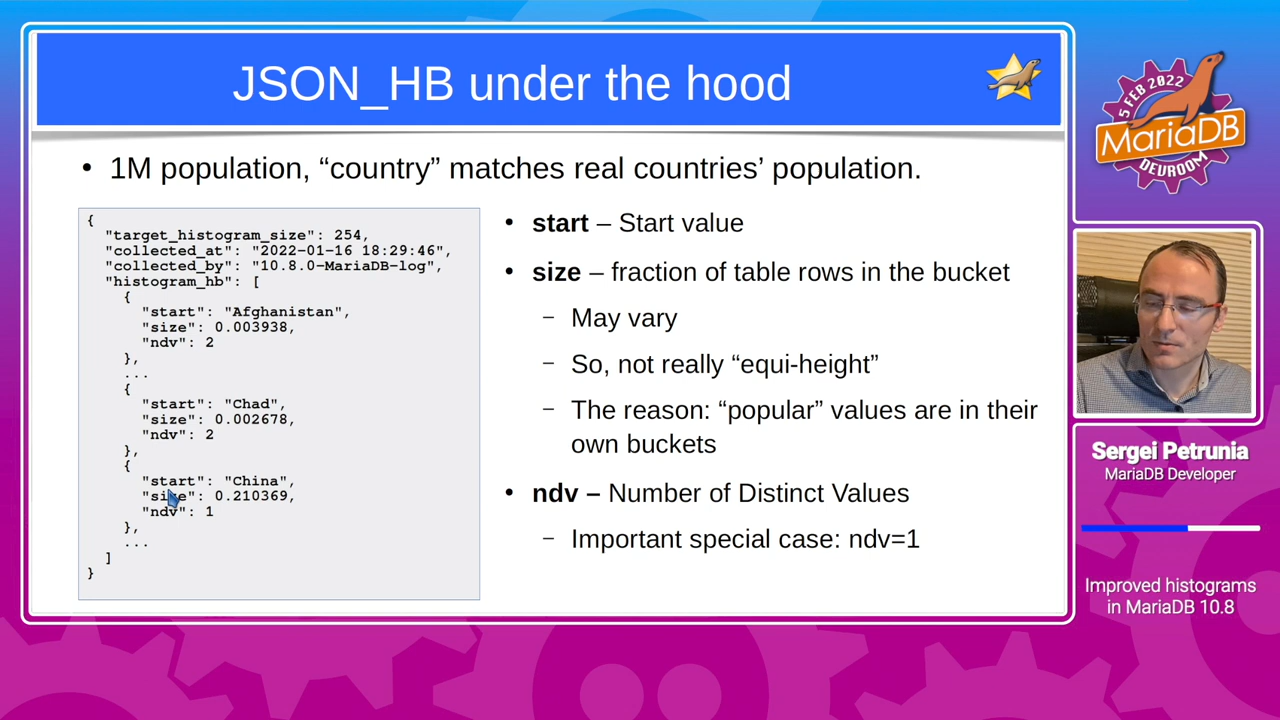 JSON_HB under the hood
• 1M population, “country” matches real countries’ population.
{
"target_histogram_size": 254,
"collected_at": "2022-01-16 18:29:46",
"collected_by": "10.8.0-MariaDB-log",
"histogram_hb": [
{
"start": "Afghanistan",
"size": 0.003938,
"ndv": 2
},
...
{
"start": "Chad",
"size": 0.002678,
"ndv": 2
},
{
"start": "China",
"size": 0.210369,
"ndv": 1
},
...
]
}
• start – Start value
• size – fraction of table rows in the bucket
– May vary
– So, not really “equi-height”
– The reason: “popular” values are in their
own buckets
• ndv – Number of Distinct Values
– Important special case: ndv=1
5 FEB 2022
MariaDB
DEVROOM
Sergei Petrunia
MariaDB Developer
Improved histograms
in MariaDB 10.8